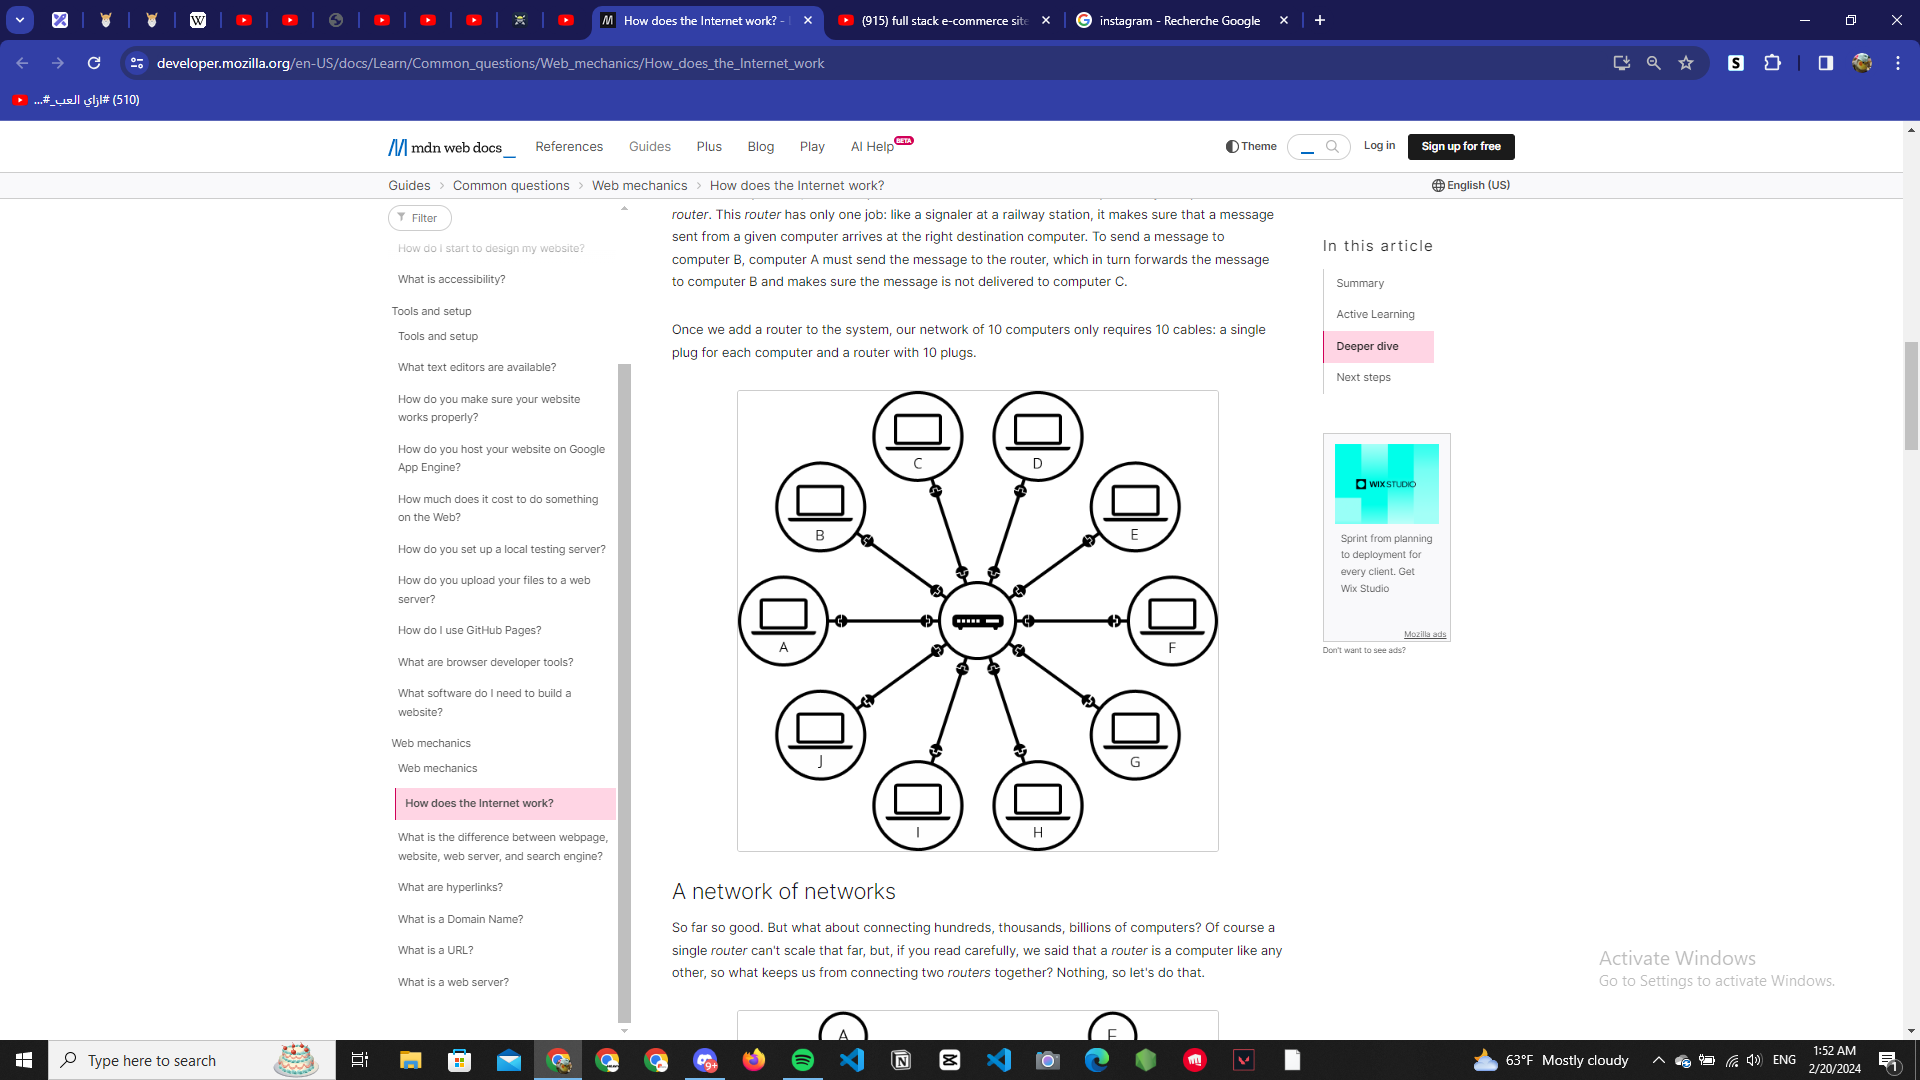 How does the Internet work? -
(915) full stack e-commerce site
instagram - Recherche Google
developer.mozilla.org/en-US/docs/Learn/Common_questions/Web_mechanics/How_does_the_Internet_work
(510) #ازاي العب_#...
mdn web docs_
References
Guides
Plus
Blog
Play
AI Help BETA
Theme
Log in
Sign up for free
Guides > Common questions > Web mechanics > How does the Internet work?
English (US)
Filter
How do I start to design my website?
What is accessibility?
Tools and setup
Tools and setup
What text editors are available?
How do you make sure your website
works properly?
How do you host your website on Google
App Engine?
How much does it cost to do something
on the Web?
How do you set up a local testing server?
How do you upload your files to a web
server?
How do I use GitHub Pages?
What are browser developer tools?
What software do I need to build a
website?
Web mechanics
Web mechanics
How does the Internet work?
What is the difference between webpage,
website, web server, and search engine?
What are hyperlinks?
What is a Domain Name?
What is a URL?
What is a web server?
router. This router has only one job: like a signaler at a railway station, it makes sure that a message
sent from a given computer arrives at the right destination computer. To send a message to
computer B, computer A must send the message to the router, which in turn forwards the message
to computer B and makes sure the message is not delivered to computer C.
Once we add a router to the system, our network of 10 computers only requires 10 cables: a single
plug for each computer and a router with 10 plugs.
C
D
B
E
A
F
J
G
I
H
A network of networks
So far so good. But what about connecting hundreds, thousands, billions of computers? Of course a
single router can't scale that far, but, if you read carefully, we said that a router is a computer like any
other, so what keeps us from connecting two routers together? Nothing, so let's do that.
A
In this article
Summary
Active Learning
Deeper dive
Next steps
WIX STUDIO
Sprint from planning
to deployment for
every client. Get
Wix Studio
Mozilla ads
Don't want to see ads?
Activate Windows
Go to Settings to activate Windows.
Type here to search
9+
63°F Mostly cloudy
ENG
1:52 AM
2/20/2024
1